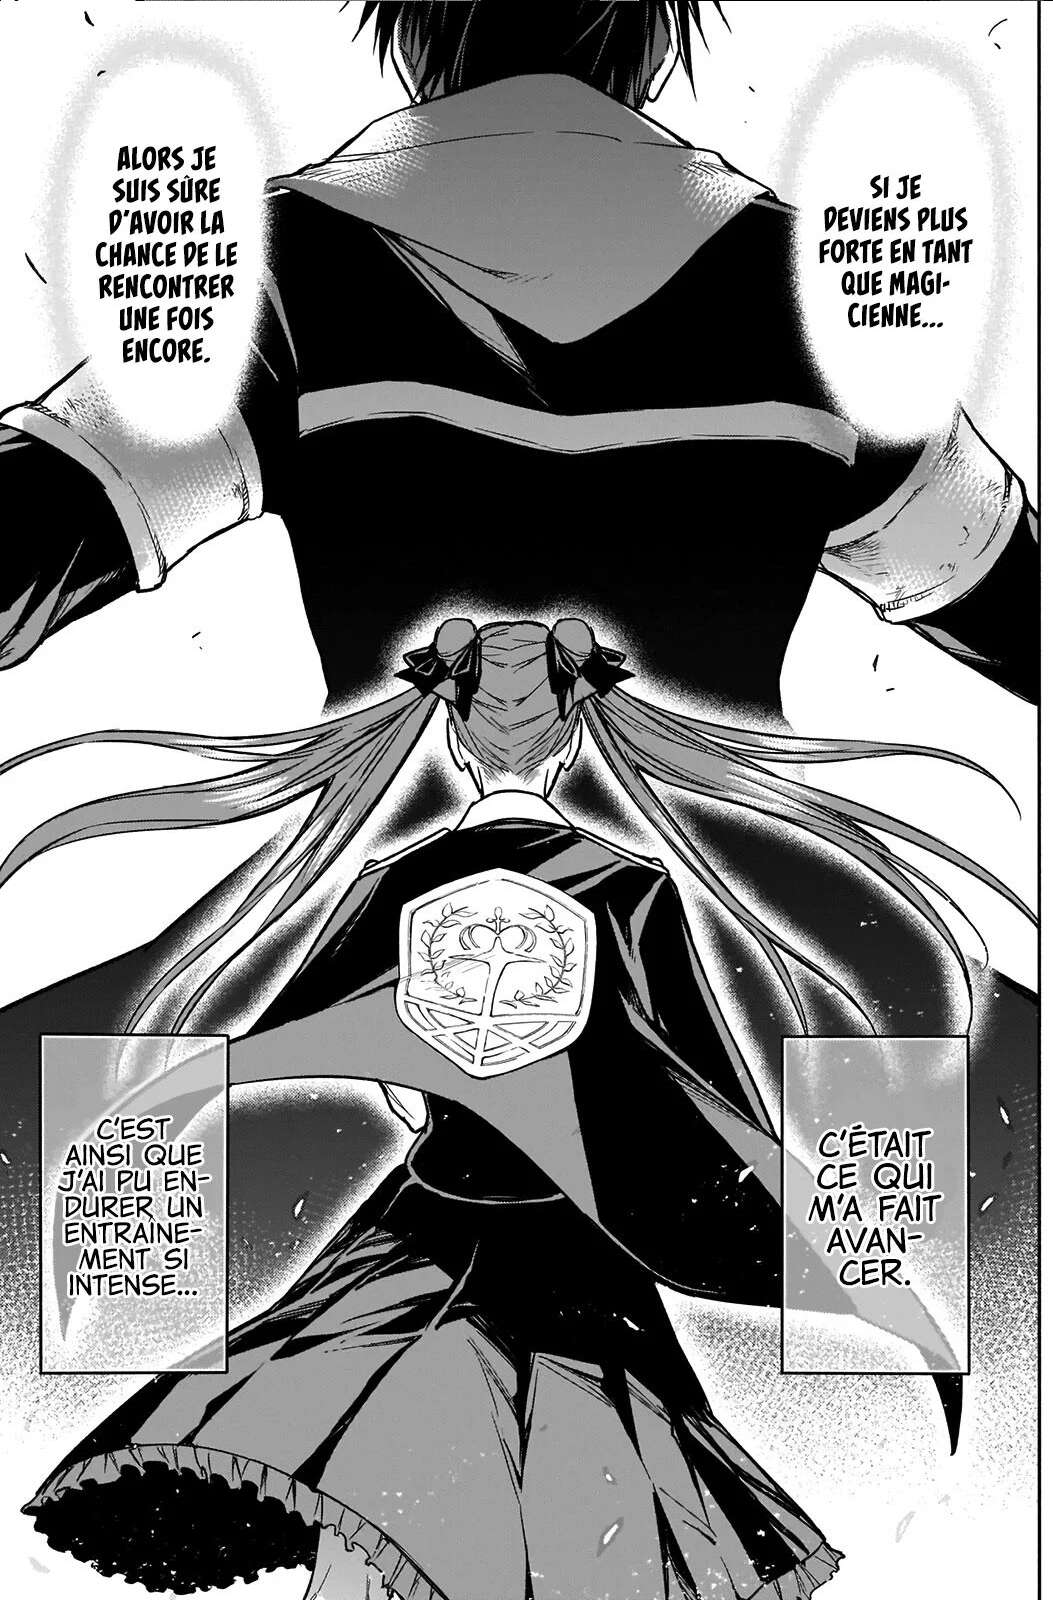 SI JE
DEVIENS PLUS
FORTE EN TANT
QUE MAGI-
CIENNE...
ALORS JE
SUIS SÛRE
D'AVOIR LA
CHANCE DE LE
RENCONTRER
UNE FOIS
ENCORE.
C'ÉTAIT
CE QUI
M'A FAIT
AVAN-
CER.
C'EST
AINSI QUE
J'AI PU EN-
DURER UN
ENTRAÎNE-
MENT SI
INTENSE...